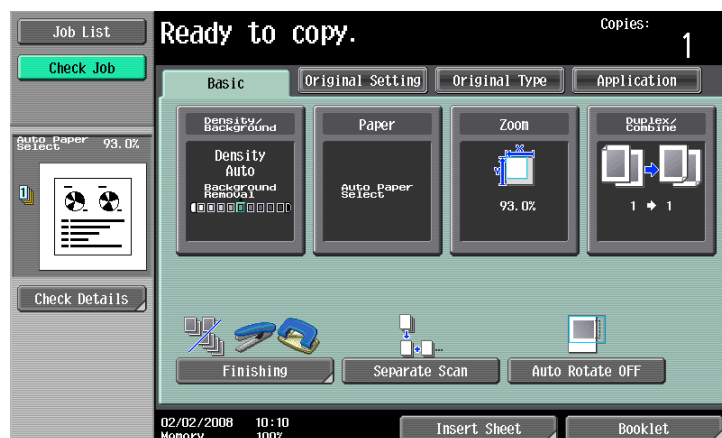 Job List
Check Job
Ready to copy.
Copies:
1
Basic
Original Setting
Original Type
Application
Auto Paper
Select
93.0%
1
Density/
Background
Density
Auto
Background
Removal
Paper
Auto Paper
Select
Zoom
X
Y
93.0%
Duplex/
Combine
1 → 1
Check Details
Finishing
Separate Scan
Auto Rotate OFF
02/02/2008 10:10
Memory 100%
Insert Sheet
Booklet